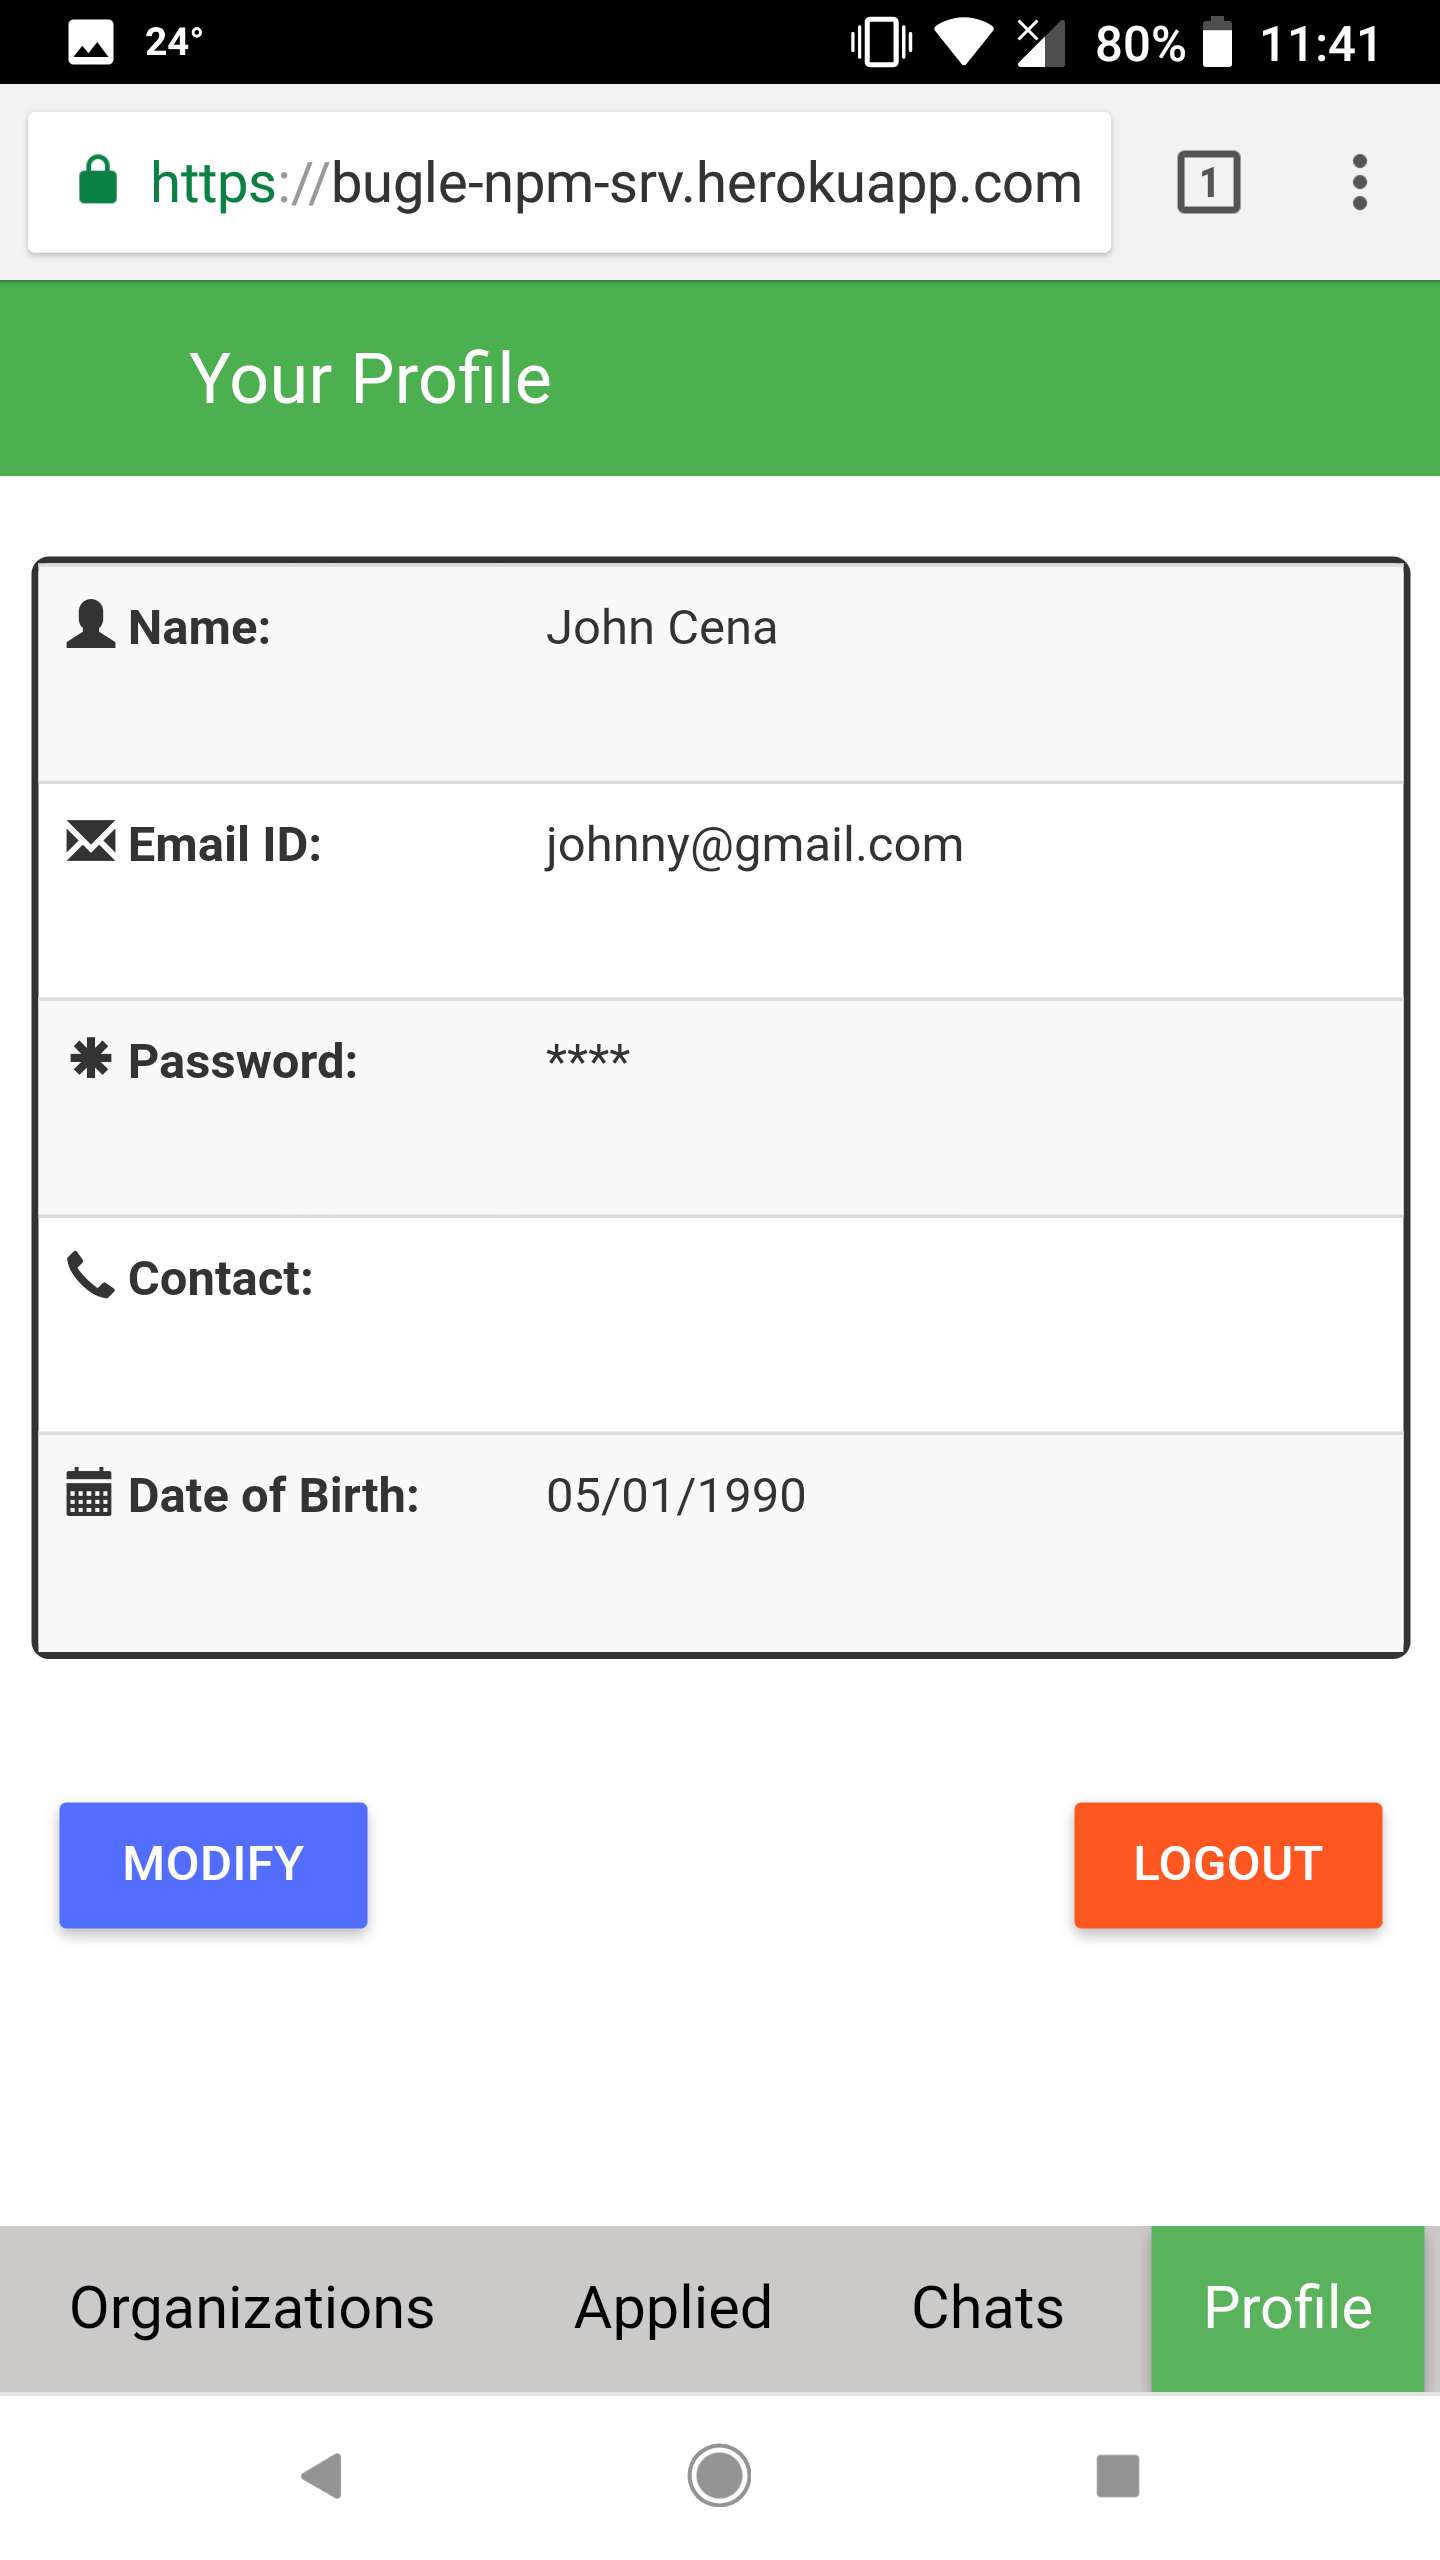 24° 80% 11:41
https://bugle-npm-srv.herokuapp.com 1
Your Profile
Name: John Cena
Email ID: johnny@gmail.com
Password: ****
Contact:
Date of Birth: 05/01/1990
MODIFY LOGOUT
Organizations Applied Chats Profile